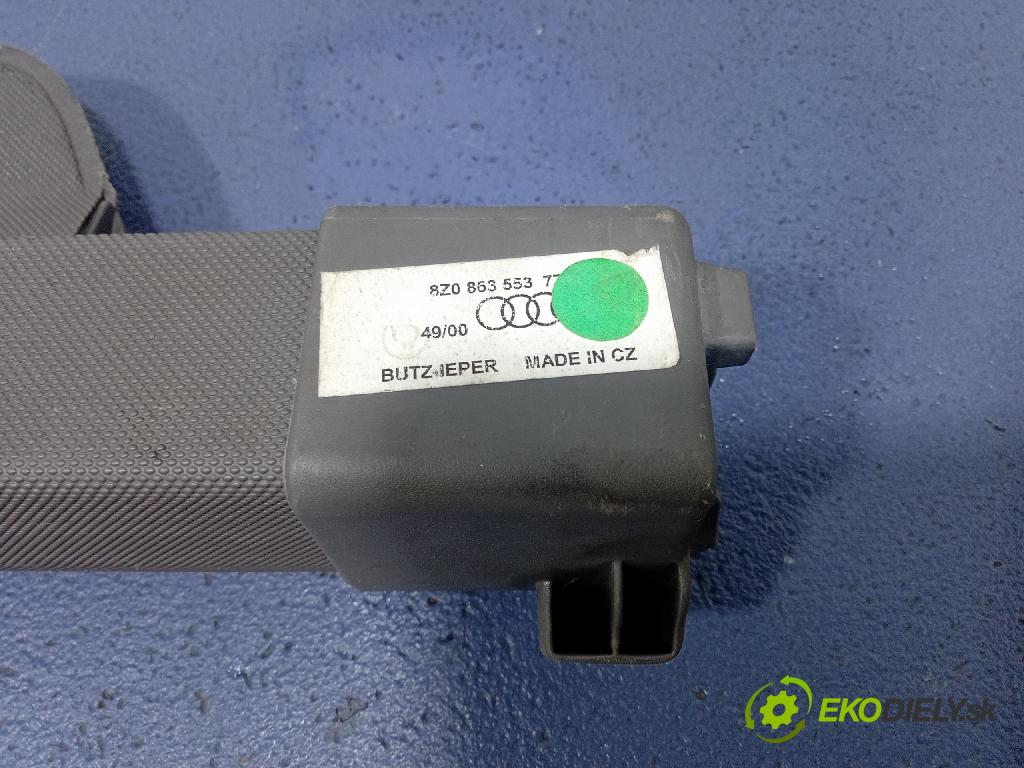 8Z0 863 553
49/00
BUTZ-IEPER MADE IN CZ
EKODIELY.sk